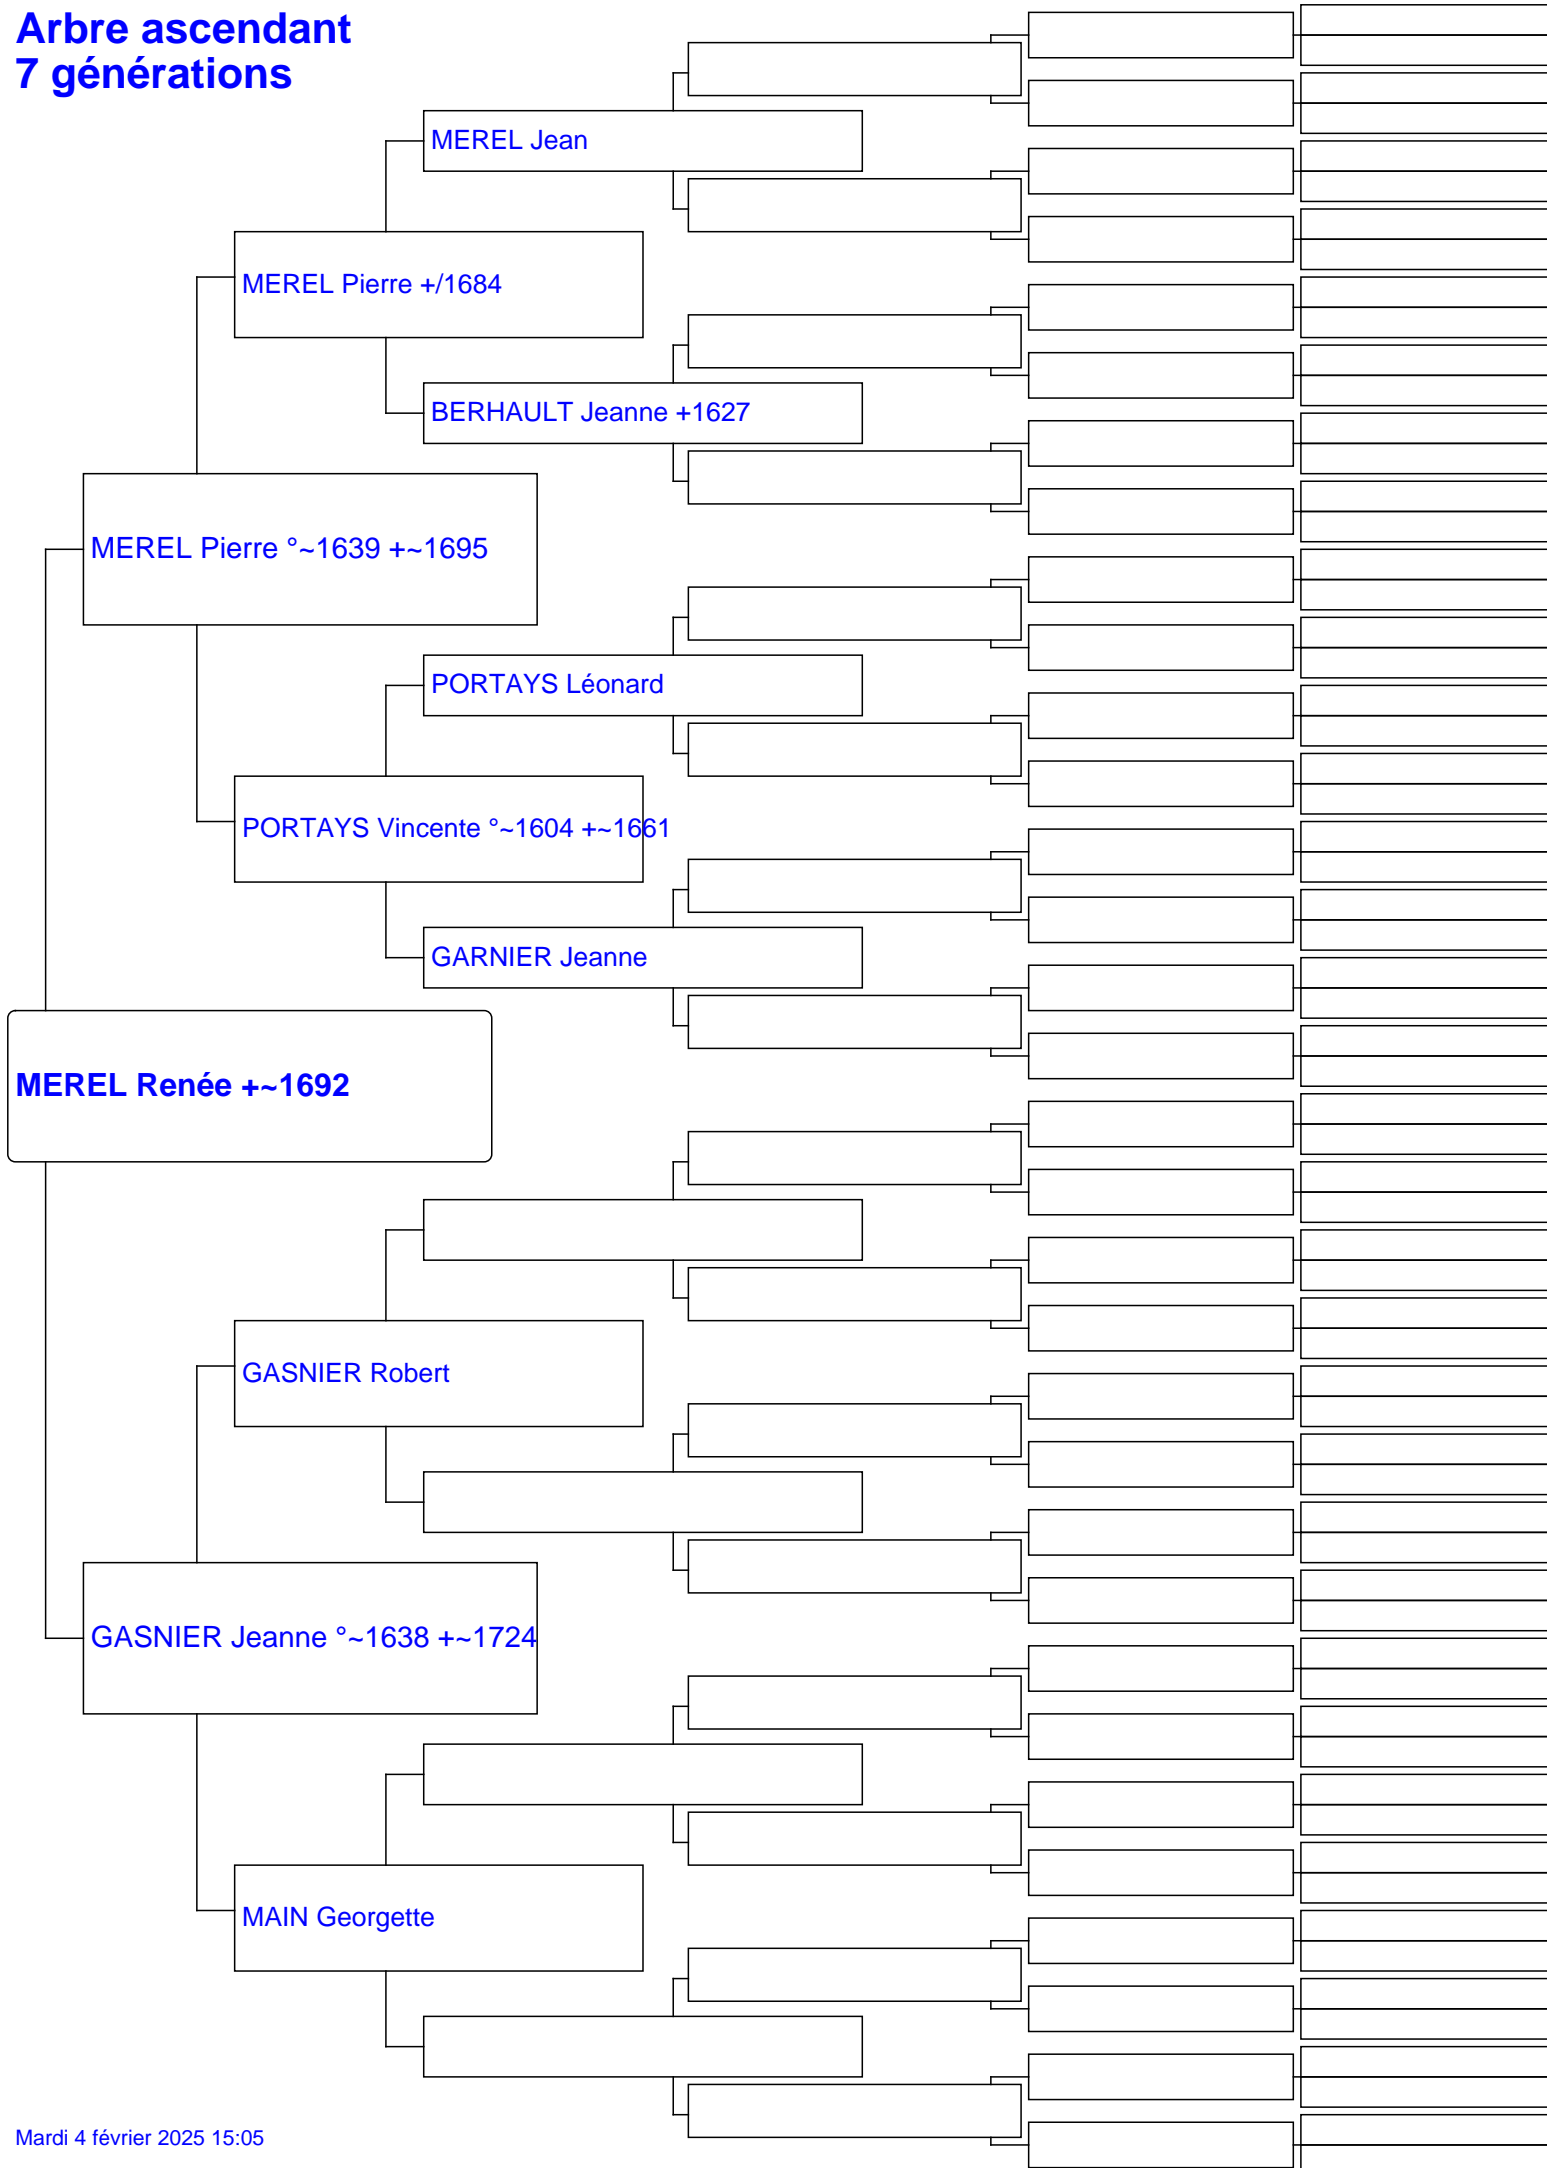 Arbre ascendant
7 générations
MEREL Jean
MEREL Pierre +/1684
BERHAULT Jeanne +1627
MEREL Pierre °~1639 +~1695
PORTAYS Léonard
PORTAYS Vincente °~1604 +~1661
GARNIER Jeanne
MEREL Renée +~1692
GASNIER Robert
GASNIER Jeanne °~1638 +~1724
MAIN Georgette
Mardi 4 février 2025 15:05